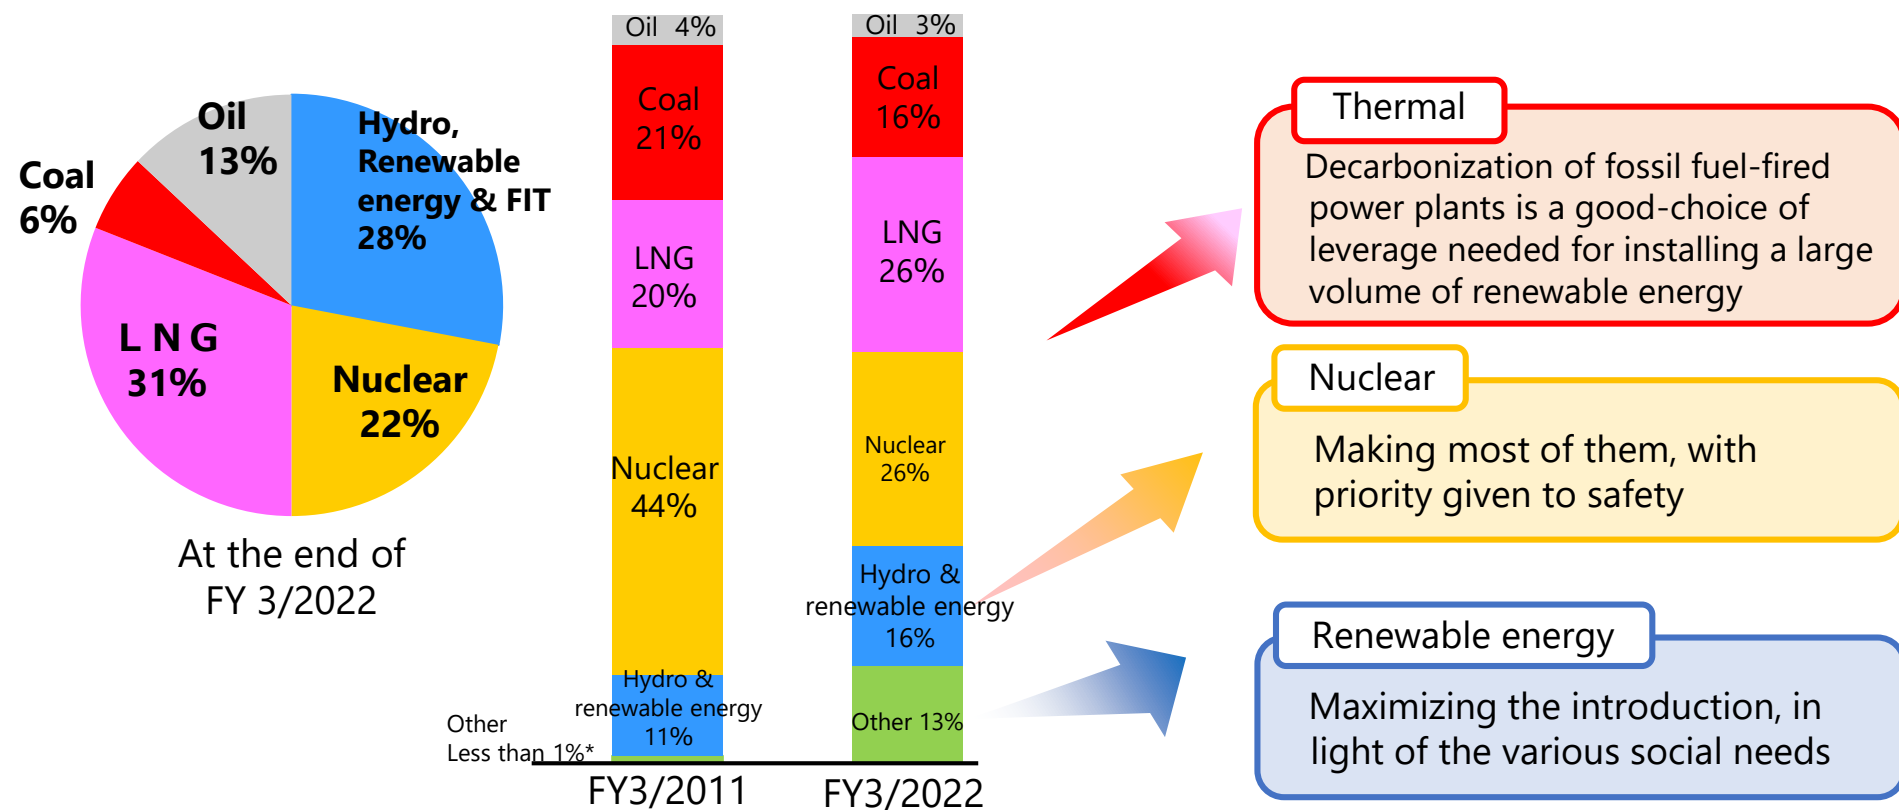 Oil
13%
Hydro,
Renewable
energy & FIT
28%
Coal
6%
LNG
31%
Nuclear
22%
At the end of
FY 3/2022
Oil 4%
Coal
21%
LNG
20%
Nuclear
44%
Hydro &
renewable energy
11%
Other
Less than 1%*
FY3/2011
Oil 3%
Coal
16%
LNG
26%
Nuclear
26%
Hydro &
renewable energy
16%
Other 13%
FY3/2022
Thermal
Decarbonization of fossil fuel-fired
power plants is a good-choice of
leverage needed for installing a large
volume of renewable energy
Nuclear
Making most of them, with
priority given to safety
Renewable energy
Maximizing the introduction, in
light of the various social needs